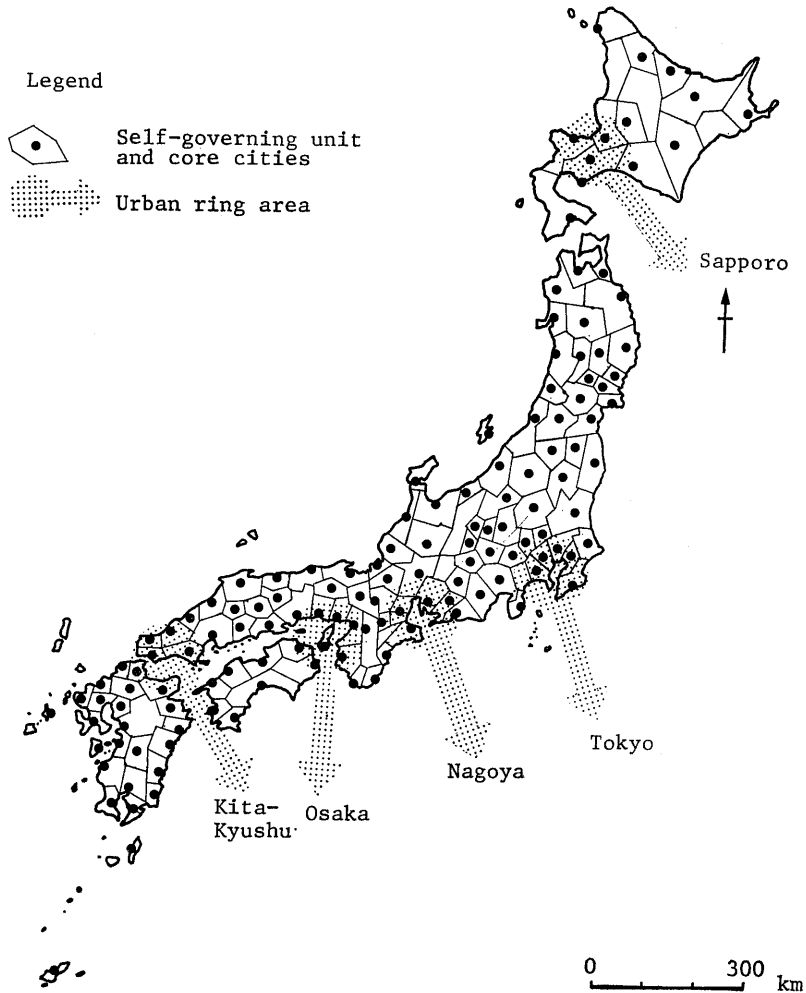 Legend
Self-governing unit
and core cities
Urban ring area
Sapporo
Tokyo
Nagoya
Kita-
Kyushu
Osaka
0 300 km